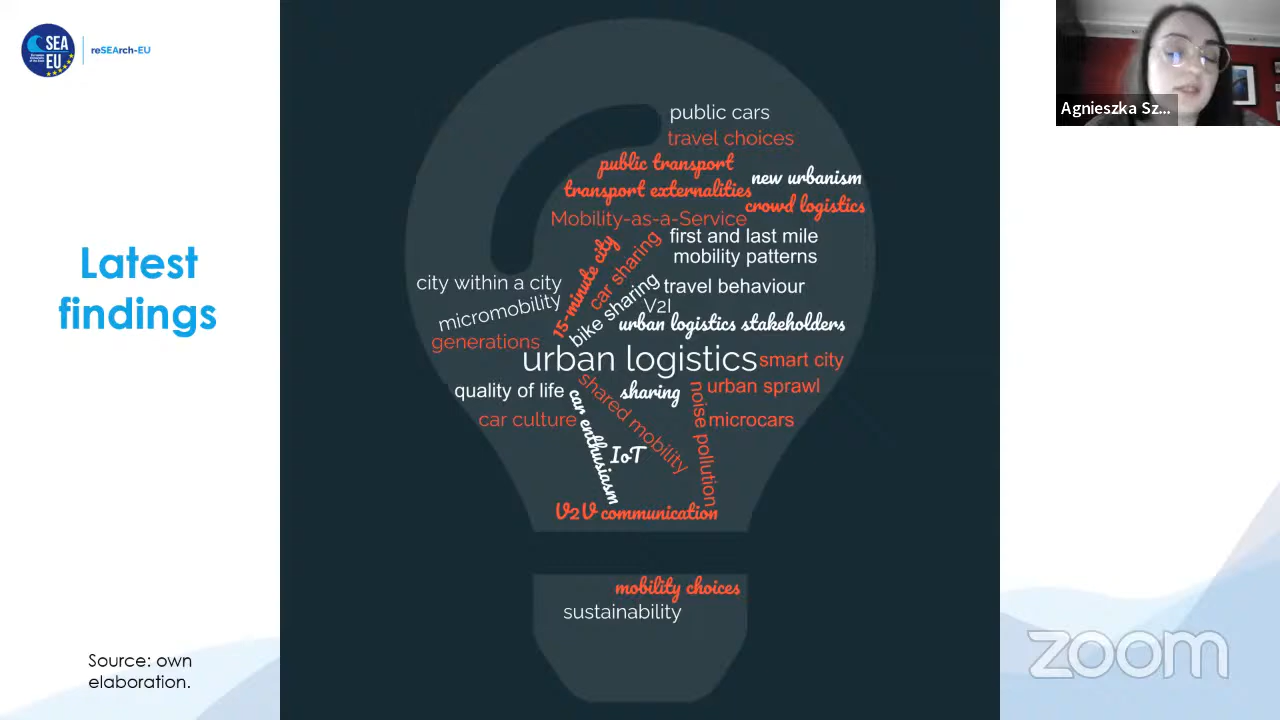 SEA
EU
reSEArch-EU
Agnieszka Sz...
Latest
findings
public cars
travel choices
public transport
transport externalities
new urbanism
crowd logistics
Mobility-as-a-Service
first and last mile
mobility patterns
15-minute city
car sharing
bike sharing
city within a city
travel behaviour
micromobility
V2I
urban logistics stakeholders
generations
urban logistics
smart city
quality of life
sharing
urban sprawl
car culture
car enthusiasm
shared mobility
noise pollution
microcars
IoT
V2V communication
mobility choices
sustainability
Source: own
elaboration.
zoom